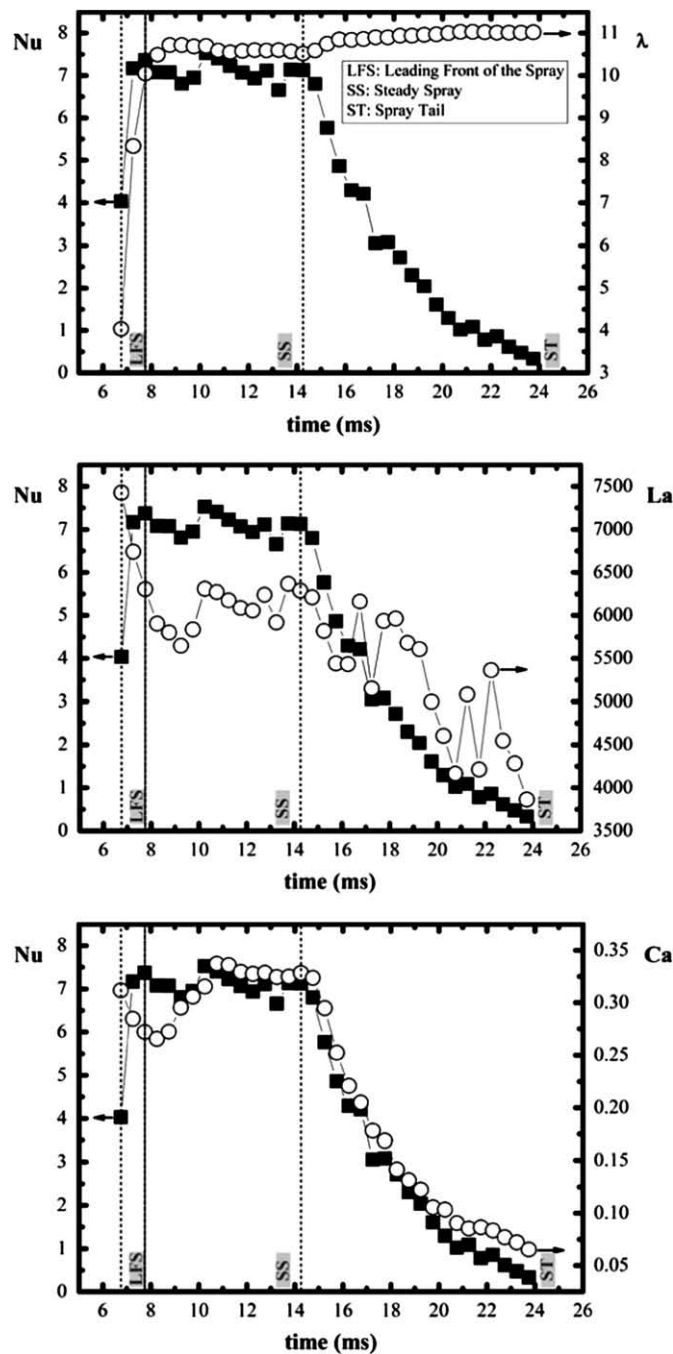 Nu
λ
8
7
6
5
4
3
2
1
0
11
10
9
8
7
6
5
4
3
LFS: Leading Front of the Spray
SS: Steady Spray
ST: Spray Tail
LFS
SS
ST
6 8 10 12 14 16 18 20 22 24 26
time (ms)
Nu
La
8
7
6
5
4
3
2
1
0
7500
7000
6500
6000
5500
5000
4500
4000
3500
LFS
SS
ST
6 8 10 12 14 16 18 20 22 24 26
time (ms)
Nu
Ca
8
7
6
5
4
3
2
1
0
0.35
0.30
0.25
0.20
0.15
0.10
0.05
LFS
SS
ST
6 8 10 12 14 16 18 20 22 24 26
time (ms)